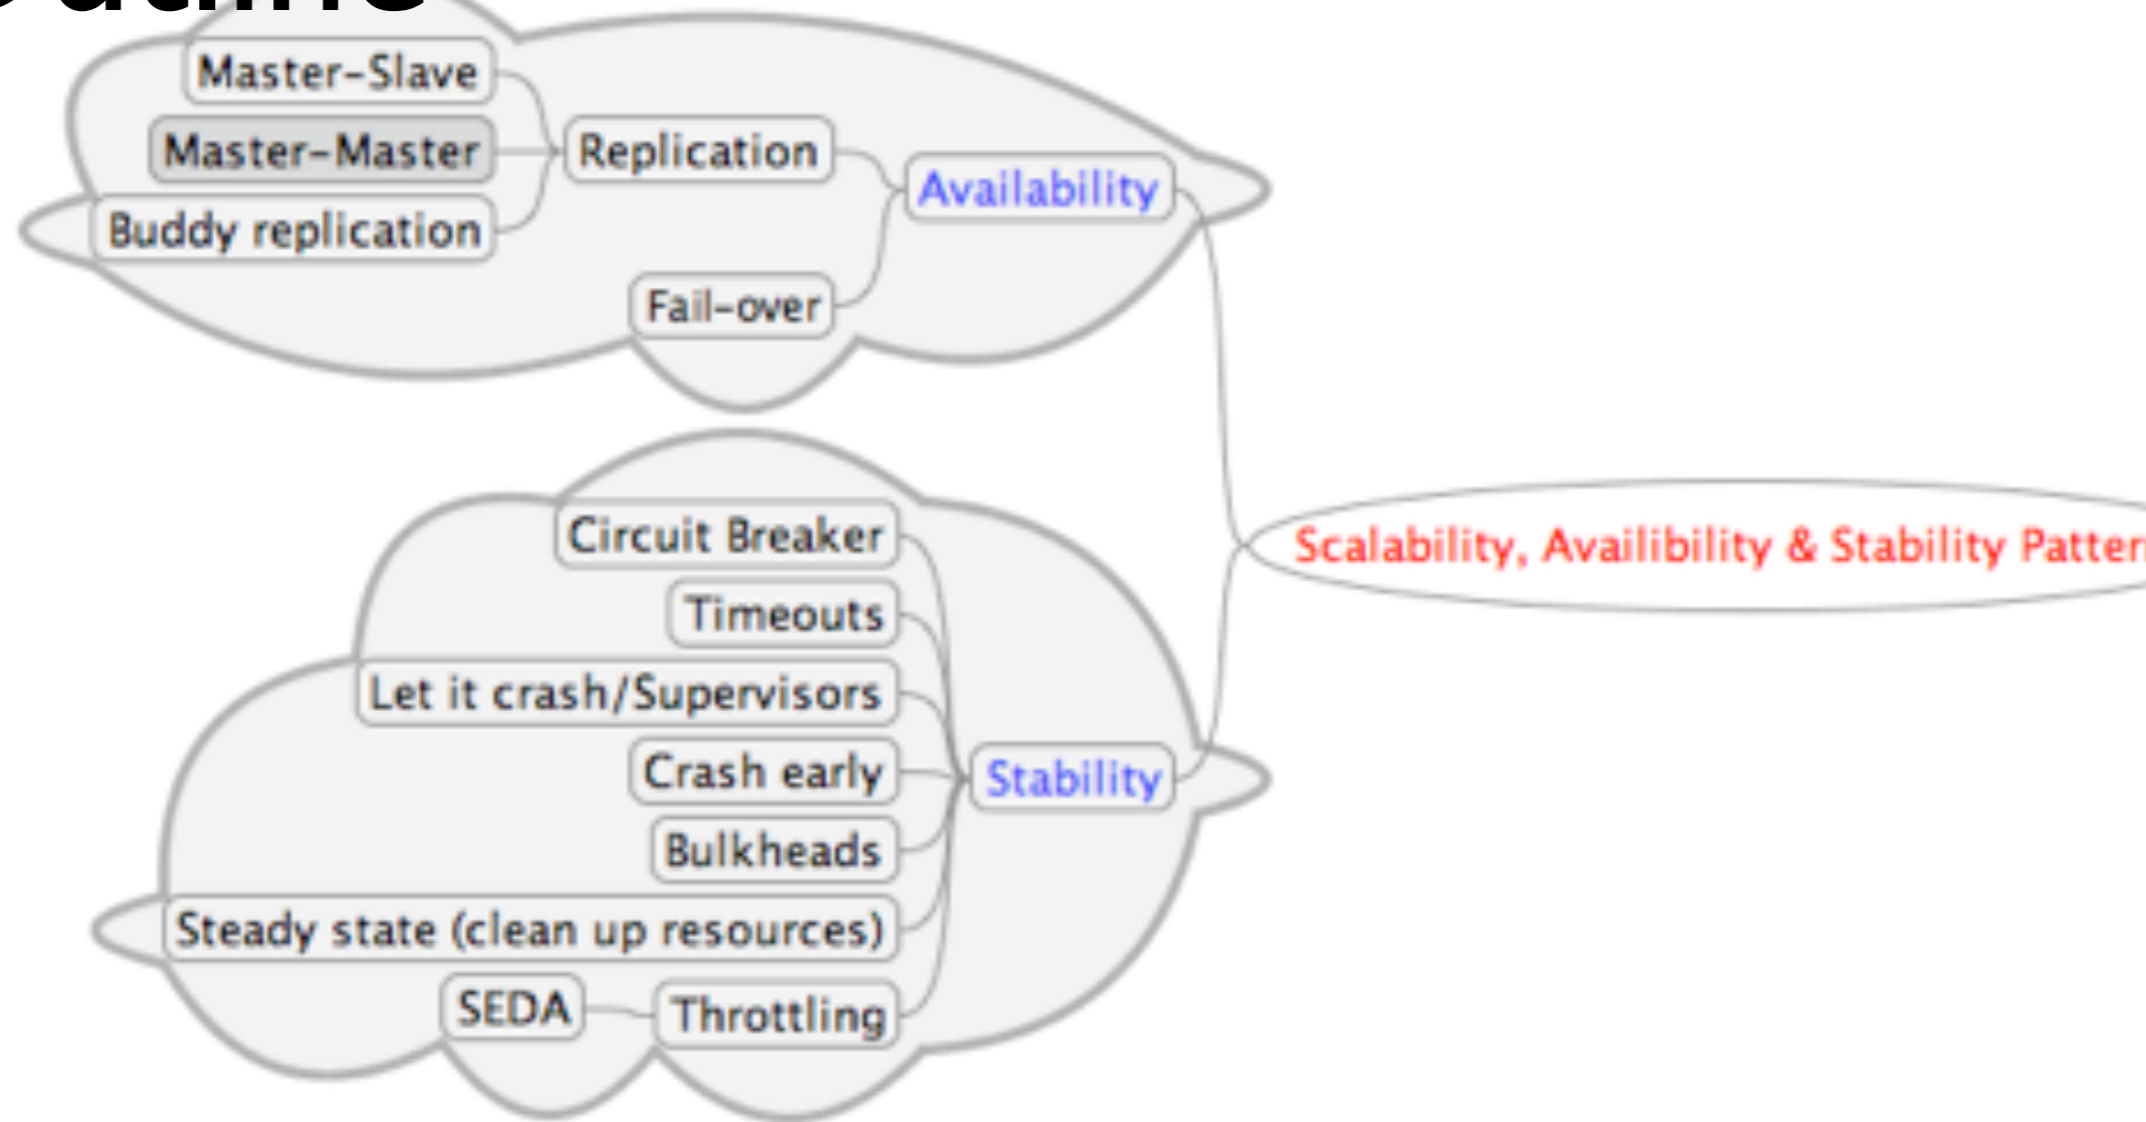 Master-Slave
Master-Master
Buddy replication
Replication
Fail-over
Availability
Circuit Breaker
Timeouts
Let it crash/Supervisors
Crash early
Bulkheads
Steady state (clean up resources)
SEDA
Throttling
Stability
Scalability, Availibility & Stability